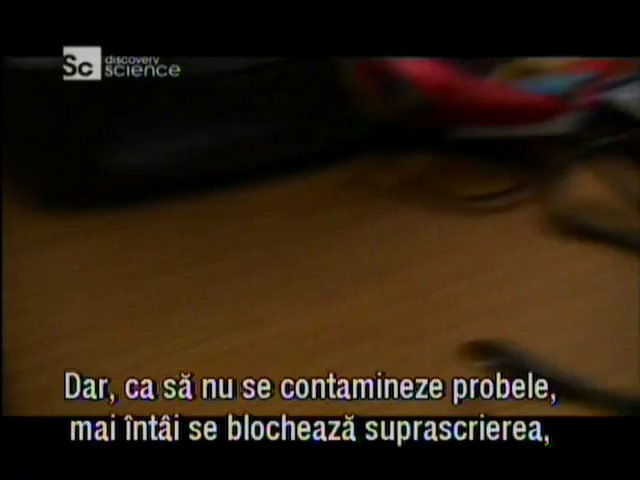 Sc discovery
science
Dar, ca să nu se contamineze probele,
mai întâi se blochează suprascrierea,